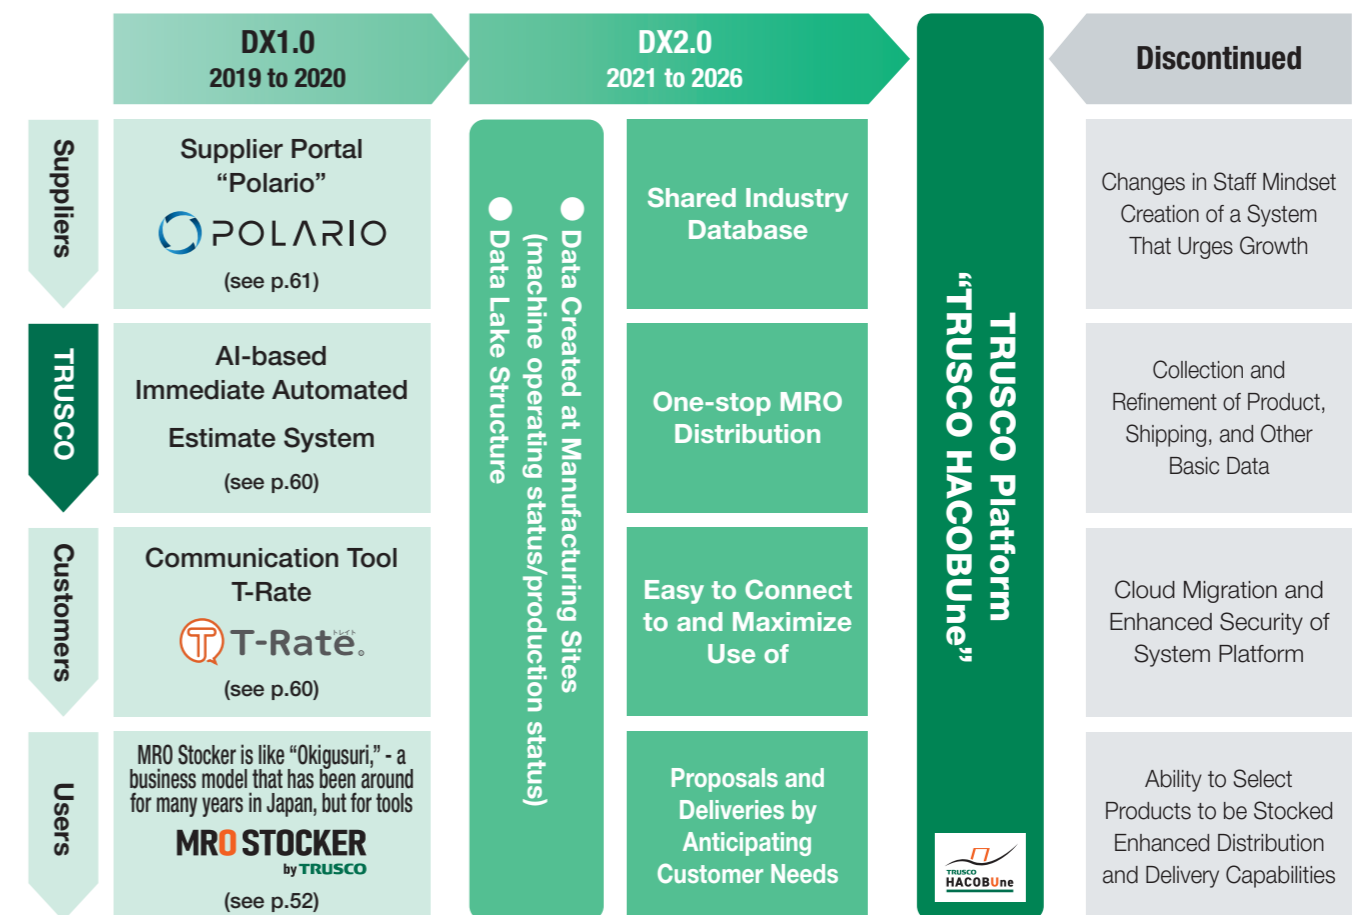 DX1.0
2019 to 2020
DX2.0
2021 to 2026
Discontinued
Suppliers
Supplier Portal
“Polario”
POLARIO
(see p.61)
TRUSCO
AI-based
Immediate Automated
Estimate System
(see p.60)
Customers
Communication Tool
T-Rate
T-Rate
トレイト
(see p.60)
Users
MRO Stocker is like “Okigusuri,” - a
business model that has been around
for many years in Japan, but for tools
MRO STOCKER
by TRUSCO
(see p.52)
● Data Created at Manufacturing Sites
(machine operating status/production status)
● Data Lake Structure
Shared Industry
Database
One-stop MRO
Distribution
Easy to Connect
to and Maximize
Use of
Proposals and
Deliveries by
Anticipating
Customer Needs
TRUSCO Platform
“TRUSCO HACOBUne”
TRUSCO
HACOBUne
Changes in Staff Mindset
Creation of a System
That Urges Growth
Collection and
Refinement of Product,
Shipping, and Other
Basic Data
Cloud Migration and
Enhanced Security of
System Platform
Ability to Select
Products to be Stocked
Enhanced Distribution
and Delivery Capabilities